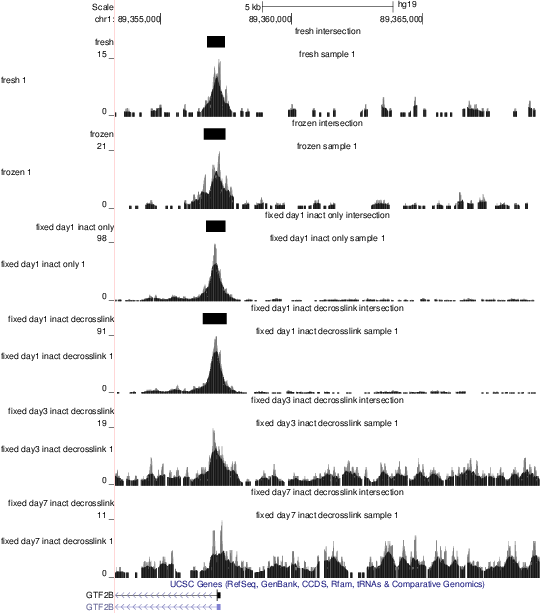 Scale 5 kb hg19
chr1: 89,355,000 89,360,000 89,365,000
fresh intersection
fresh
15 fresh sample 1
fresh 1
0
frozen intersection
frozen
21 frozen sample 1
frozen 1
0
fixed day1 inact only intersection
fixed day1 inact only
98 fixed day1 inact only sample 1
fixed day1 inact only 1
0
fixed day1 inact decrosslink intersection
fixed day1 inact decrosslink
91 fixed day1 inact decrosslink sample 1
fixed day1 inact decrosslink 1
0
fixed day3 inact decrosslink intersection
fixed day3 inact decrosslink
19 fixed day3 inact decrosslink sample 1
fixed day3 inact decrosslink 1
0
fixed day7 inact decrosslink intersection
fixed day7 inact decrosslink
11 fixed day7 inact decrosslink sample 1
fixed day7 inact decrosslink 1
0
UCSC Genes (RefSeq, GenBank, CCDS, Rfam, tRNAs & Comparative Genomics)
GTF2B
GTF2B